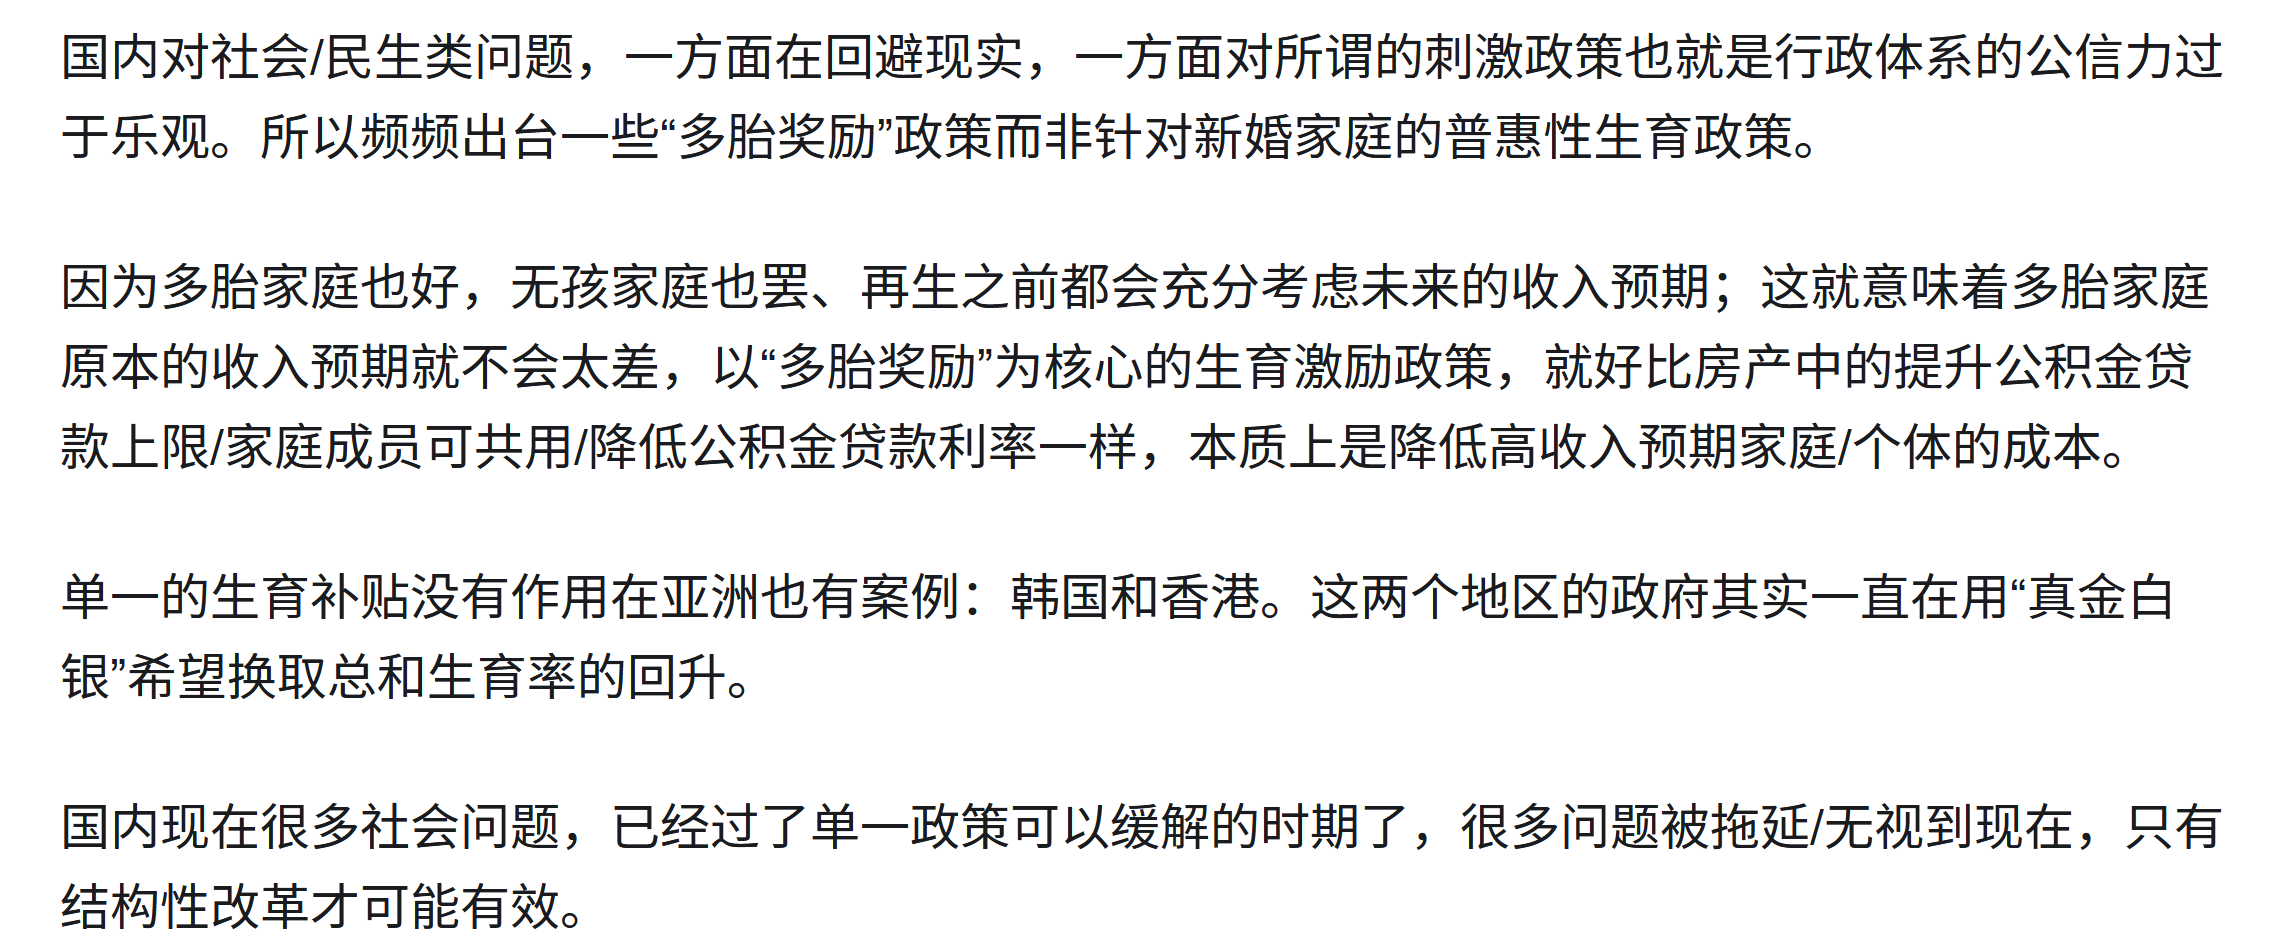 国内对社会/民生类问题，一方面在回避现实，一方面对所谓的刺激政策也就是行政体系的公信力过
于乐观。所以频频出台一些“多胎奖励”政策而非针对新婚家庭的普惠性生育政策。
因为多胎家庭也好，无孩家庭也罢、再生之前都会充分考虑未来的收入预期；这就意味着多胎家庭
原本的收入预期就不会太差，以“多胎奖励”为核心的生育激励政策，就好比房产中的提升公积金贷
款上限/家庭成员可共用/降低公积金贷款利率一样，本质上是降低高收入预期家庭/个体的成本。
单一的生育补贴没有作用在亚洲也有案例：韩国和香港。这两个地区的政府其实一直在用“真金白
银”希望换取总和生育率的回升。
国内现在很多社会问题，已经过了单一政策可以缓解的时期了，很多问题被拖延/无视到现在，只有
结构性改革才可能有效。